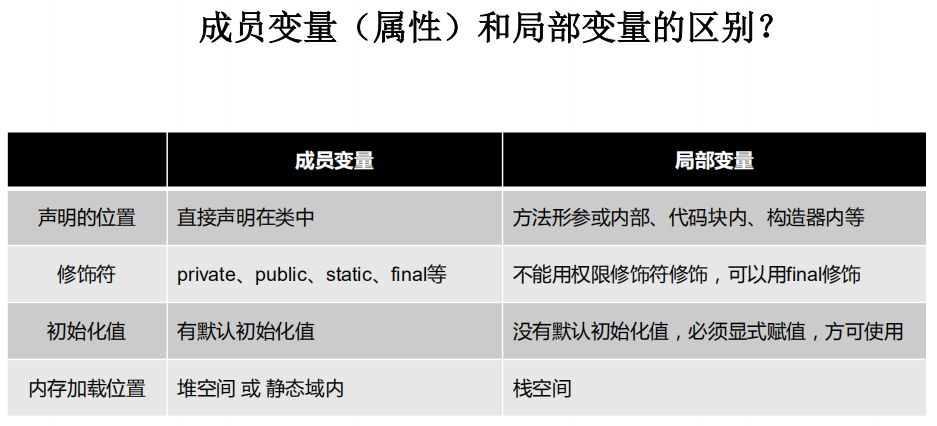 成员变量（属性）和局部变量的区别？
成员变量 局部变量
声明的位置 直接声明在类中 方法形参或内部、代码块内、构造器内等
修饰符 private、public、static、final等 不能用权限修饰符修饰，可以用final修饰
初始化值 有默认初始化值 没有默认初始化值，必须显式赋值，方可使用
内存加载位置 堆空间 或 静态域内 栈空间